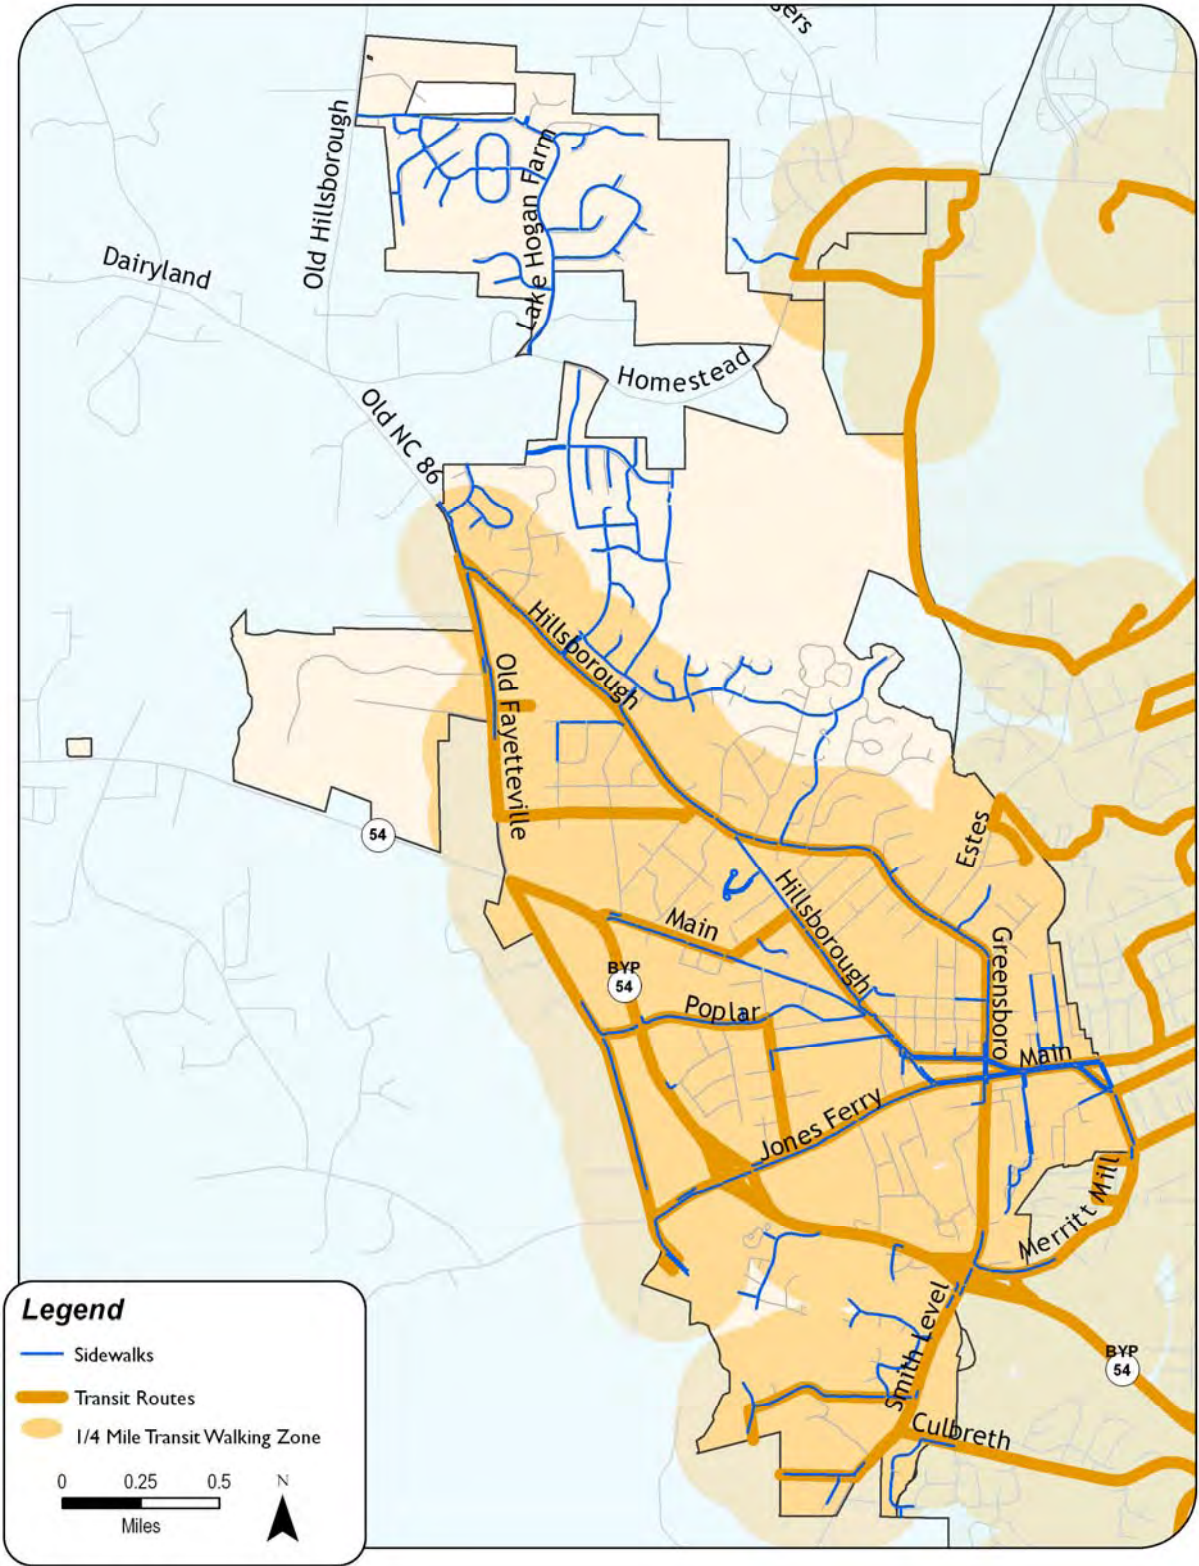 Old Hillsborough
Lake Hogan Farm
Dairyland
Homestead
Old NC 86
Hillsborough
Old Fayetteville
54
Estes
Hillsborough
Main
Greensboro
BYP
54
Poplar
Main
Jones Ferry
Merritt Mill
Smith Level
BYP
54
Culbreth
Legend
Sidewalks
Transit Routes
1/4 Mile Transit Walking Zone
0 0.25 0.5
Miles
N